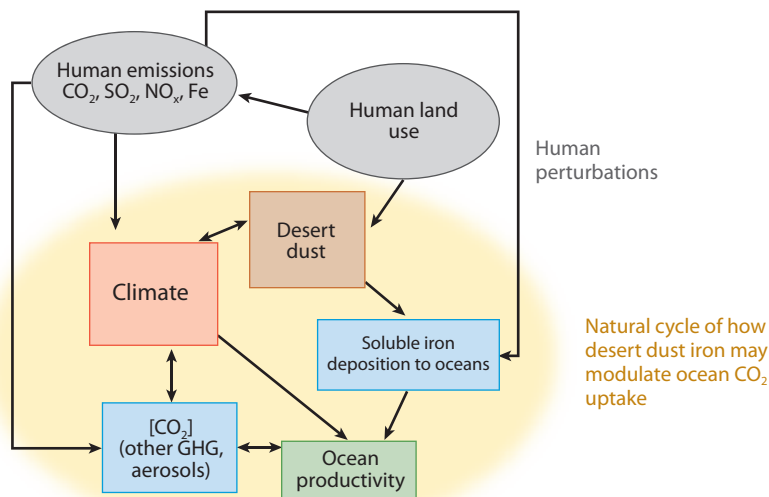 Human emissions
CO₂, SO₂, NOₓ, Fe
Human land
use
Human
perturbations
Desert
dust
Climate
Soluble iron
deposition to oceans
Natural cycle of how
desert dust iron may
modulate ocean CO₂
uptake
[CO₂]
(other GHG,
aerosols)
Ocean
productivity